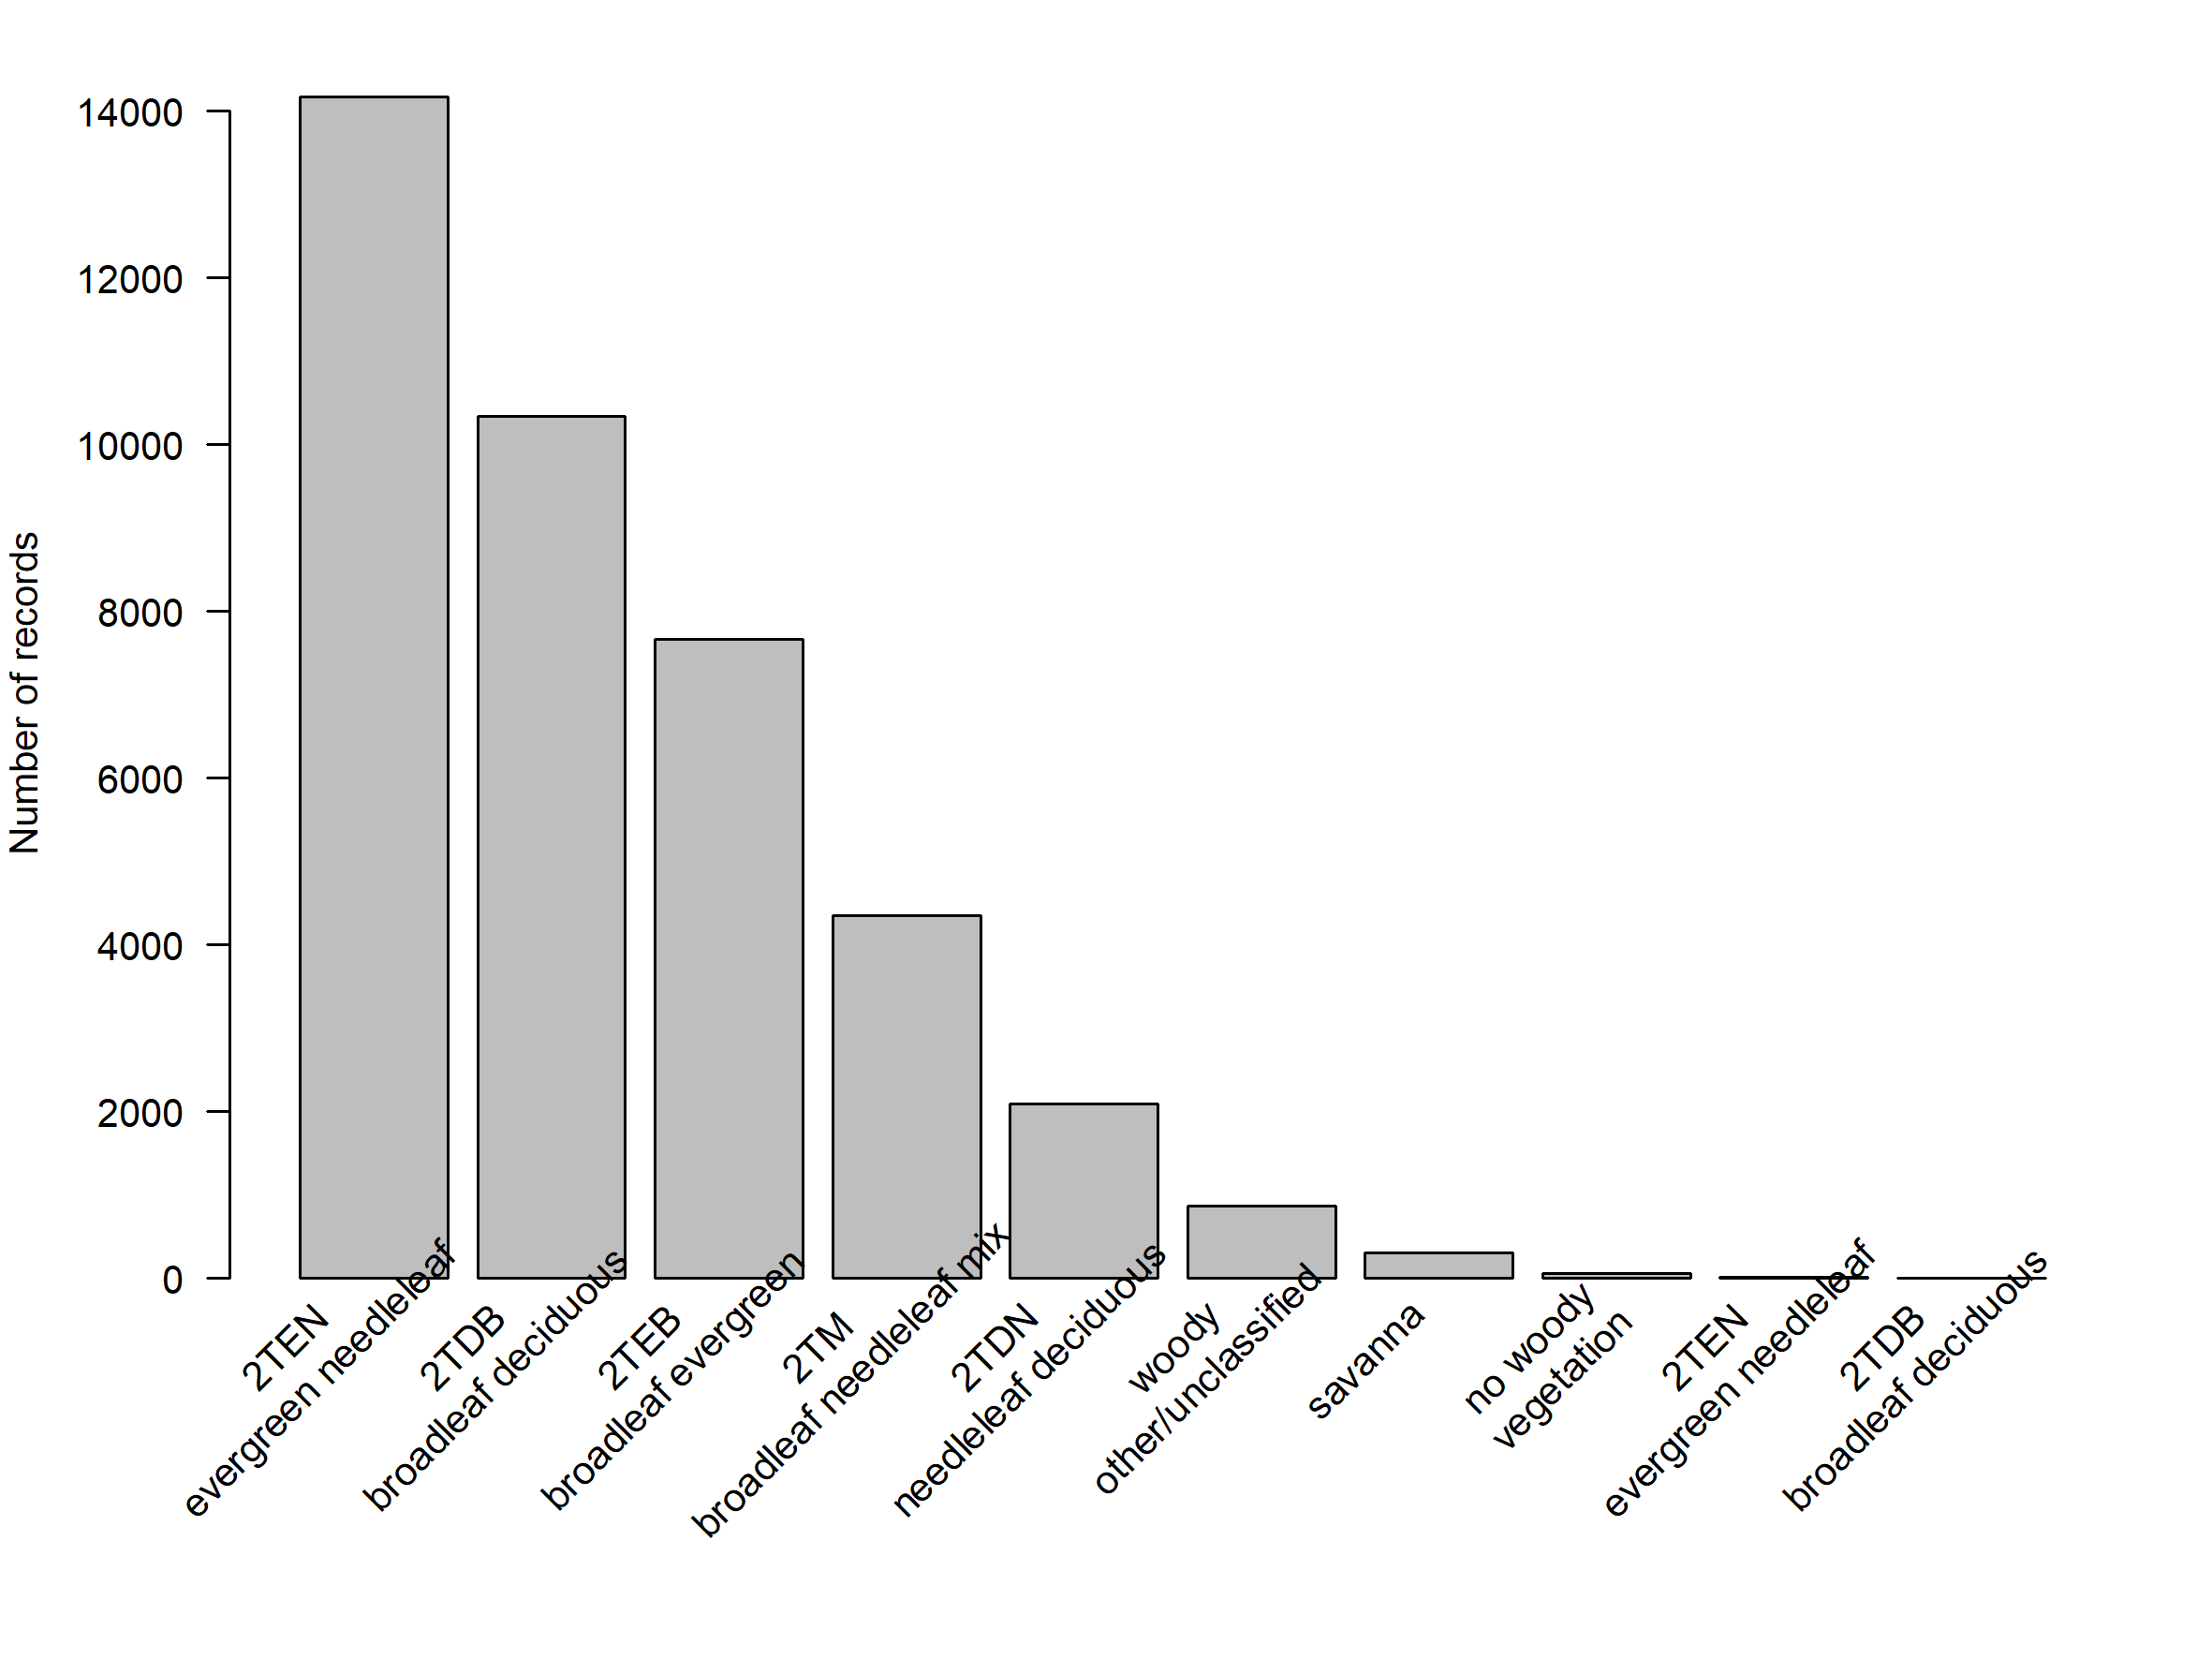 Number of records
14000
12000
10000
8000
6000
4000
2000
0
2TEN
evergreen needleleaf
2TDB
broadleaf deciduous
2TEB
broadleaf evergreen
2TM
broadleaf needleleaf mix
2TDN
needleleaf deciduous
woody
other/unclassified
savanna
no woody
vegetation
2TEN
evergreen needleleaf
2TDB
broadleaf deciduous